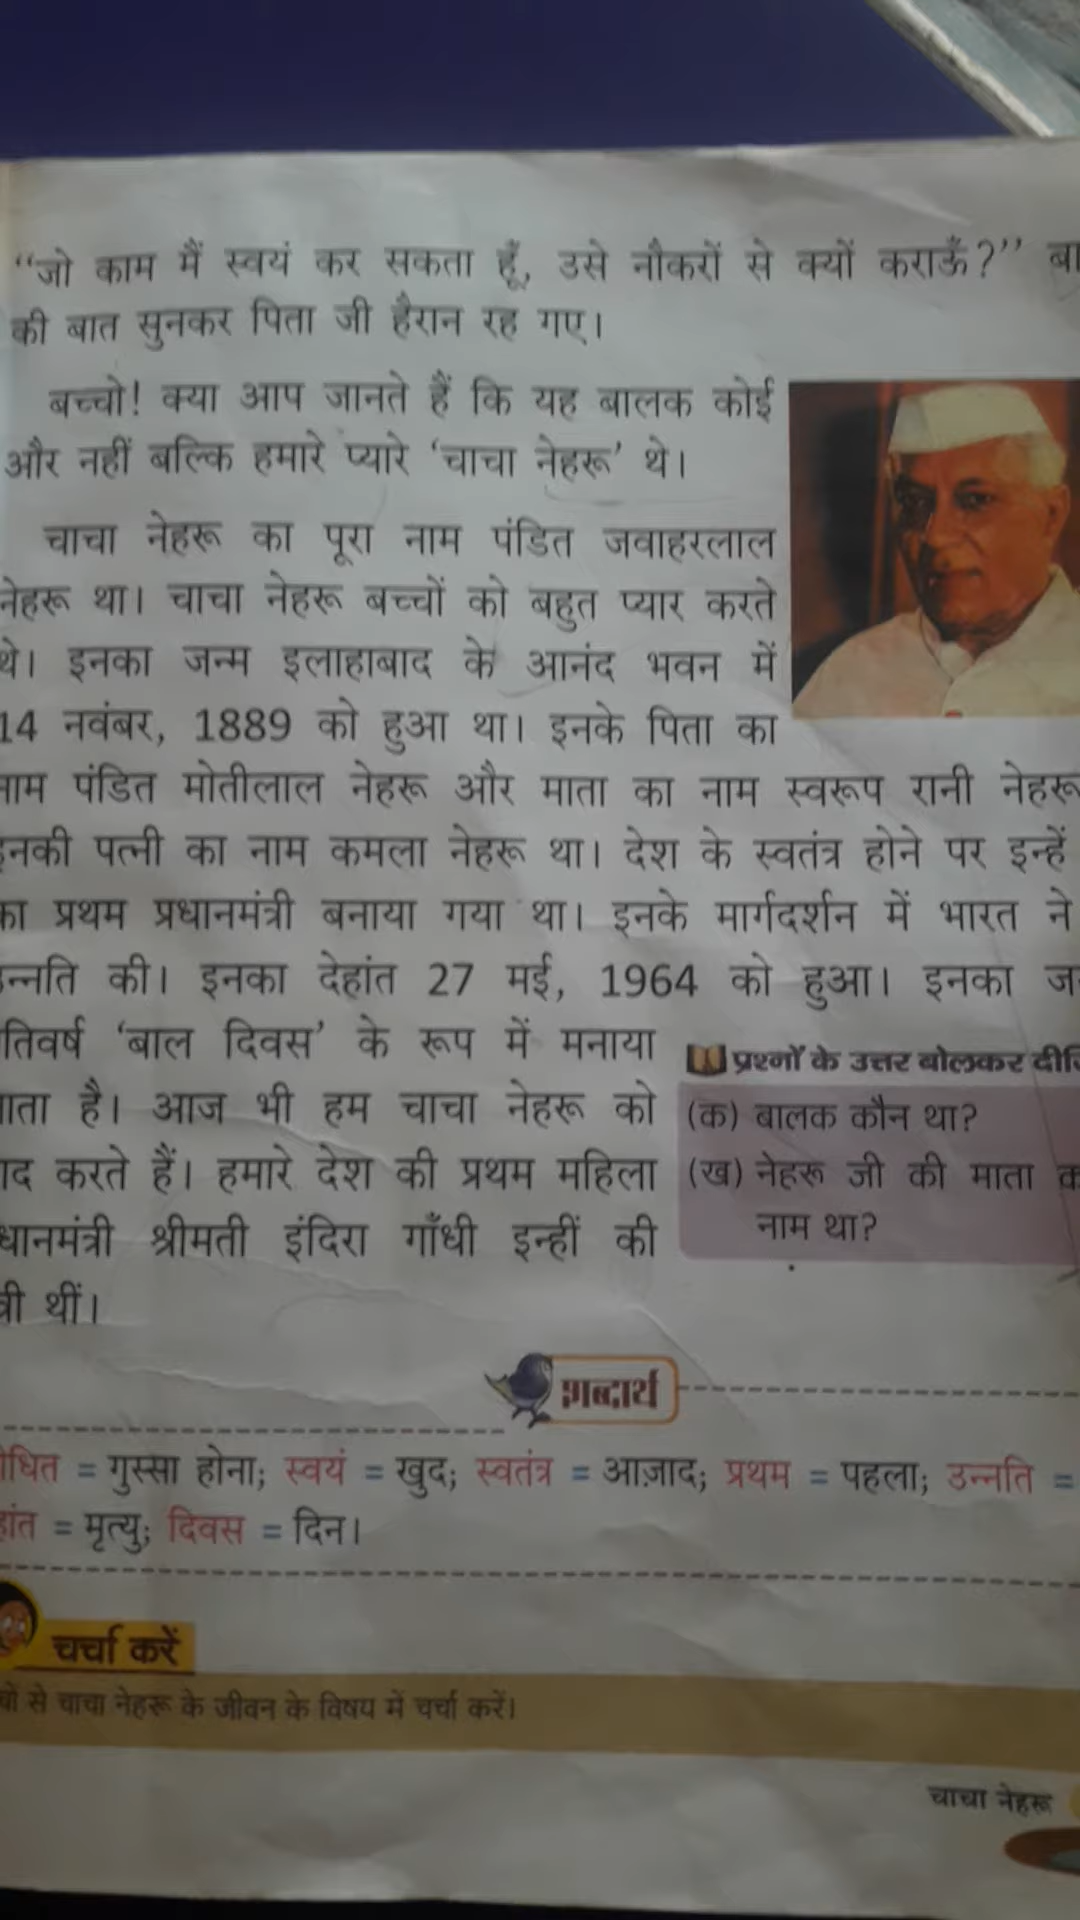 “जो काम मैं स्वयं कर सकता हूँ, उसे नौकरों से क्यों कराऊँ?”
की बात सुनकर पिता जी हैरान रह गए।
बच्चो! क्या आप जानते हैं कि यह बालक कोई
और नहीं बल्कि हमारे प्यारे ‘चाचा नेहरू’ थे।
चाचा नेहरू का पूरा नाम पंडित जवाहरलाल
नेहरू था। चाचा नेहरू बच्चों को बहुत प्यार करते
थे। इनका जन्म इलाहाबाद के आनंद भवन में
14 नवंबर, 1889 को हुआ था। इनके पिता का
नाम पंडित मोतीलाल नेहरू और माता का नाम स्वरूप रानी नेहरू
इनकी पत्नी का नाम कमला नेहरू था। देश के स्वतंत्र होने पर इन्हें
का प्रथम प्रधानमंत्री बनाया गया था। इनके मार्गदर्शन में भारत ने
की। इनका देहांत 27 मई, 1964 को हुआ। इनका
‘बाल दिवस’ के रूप में मनाया
है। आज भी हम चाचा नेहरू को
करते हैं। हमारे देश की प्रथम महिला
श्रीमती इंदिरा गाँधी इन्हीं की
थीं।
प्रश्नों के उत्तर बोलकर
(क) बालक कौन था?
(ख) नेहरू जी की माता
नाम था?
शब्दार्थ
= गुस्सा होना; स्वयं = खुद; स्वतंत्र = आज़ाद; प्रथम = पहला; उन्नति =
= मृत्यु; दिवस = दिन।
चर्चा करें
से चाचा नेहरू के जीवन के विषय में चर्चा करें।
चाचा नेहरू